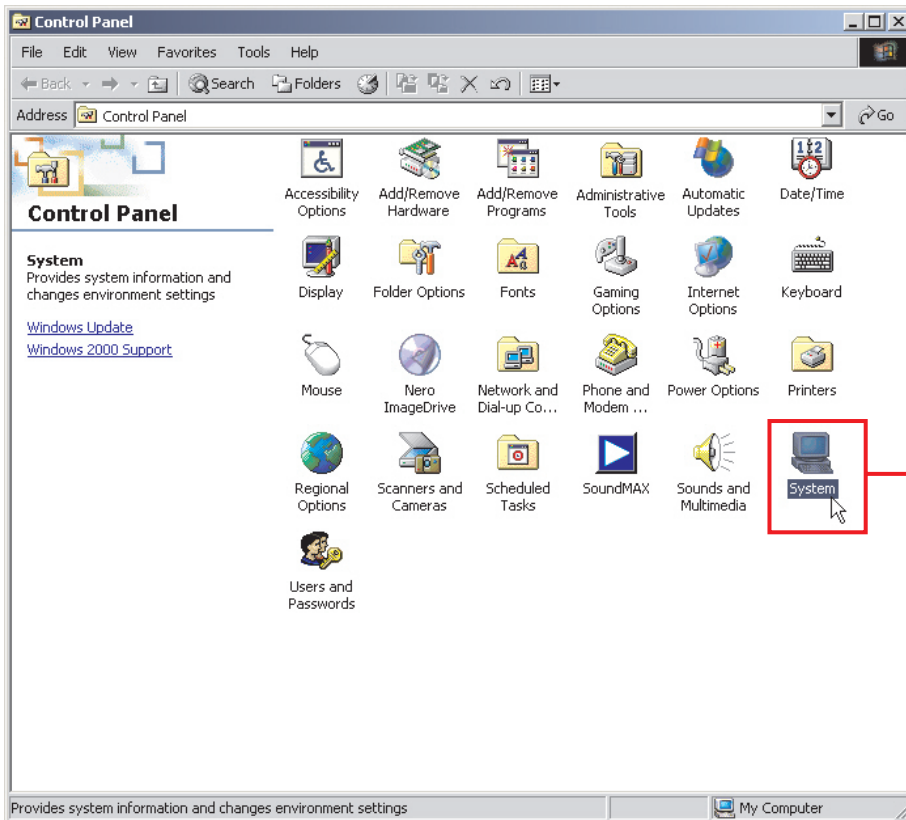 Control Panel
File Edit View Favorites Tools Help
Back Search Folders
Address Control Panel Go
Control Panel
System
Provides system information and
changes environment settings
Windows Update
Windows 2000 Support
Accessibility
Options
Add/Remove
Hardware
Add/Remove
Programs
Administrative
Tools
Automatic
Updates
Date/Time
Display
Folder Options
Fonts
Gaming
Options
Internet
Options
Keyboard
Mouse
Nero
ImageDrive
Network and
Dial-up Co...
Phone and
Modem ...
Power Options
Printers
Regional
Options
Scanners and
Cameras
Scheduled
Tasks
SoundMAX
Sounds and
Multimedia
System
Users and
Passwords
Provides system information and changes environment settings
My Computer